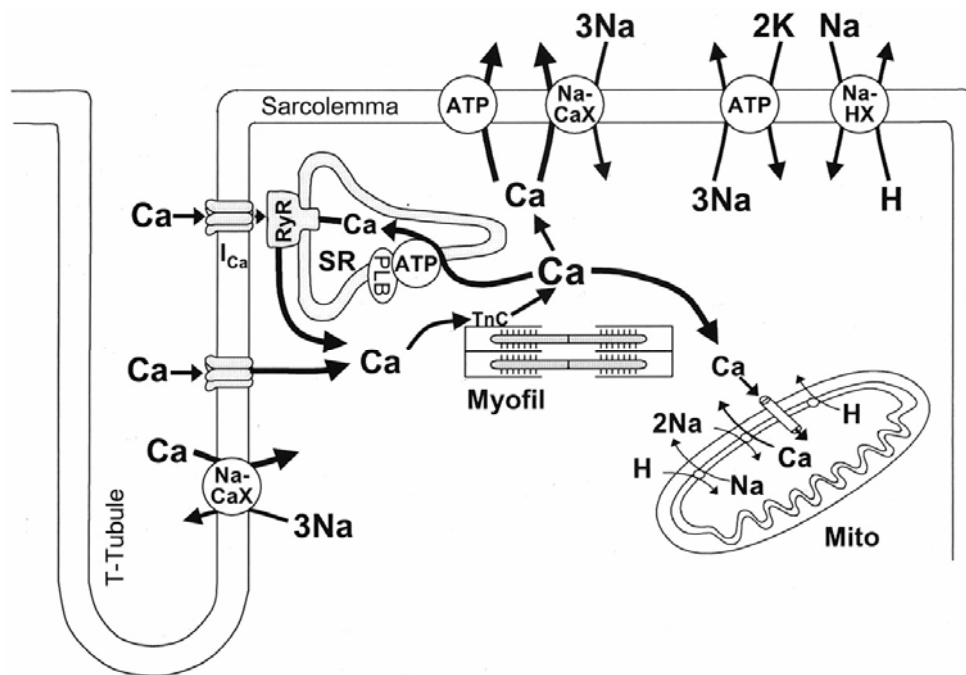 3Na
2K
Na
Sarcolemma
ATP
Na-
CaX
ATP
Na-
HX
Ca
3Na
H
Ca
RyR
Ca
I_Ca
SR
PLB
ATP
Ca
TnC
Ca
Ca
Ca
Myofil
2Na
H
Ca
H
Na
Ca
Na-
CaX
3Na
Mito
T-Tubule